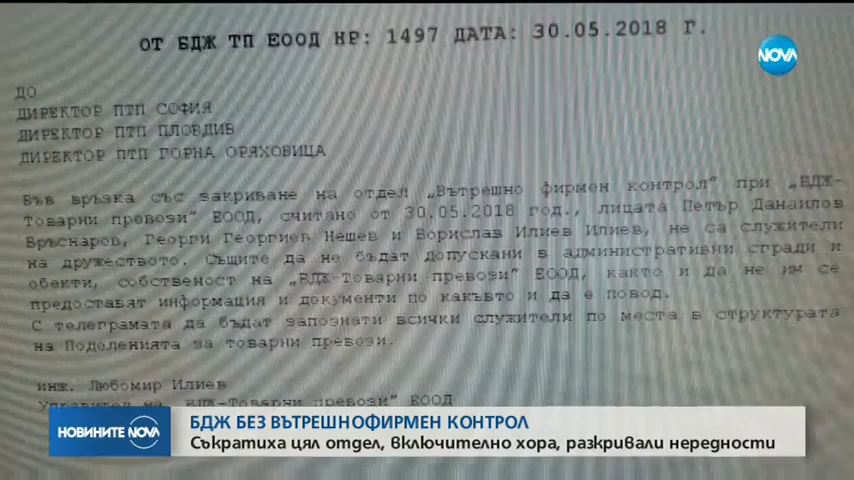 ОТ БДЖ ТП ЕООД НР: 1497 ДАТА: 30.05.2018 Г.
NOVA
ДО
ДИРЕКТОР ПТП СОФИЯ
ДИРЕКТОР ПТП ПЛОВДИВ
ДИРЕКТОР ПТП ГОРНА ОРЯХОВИЦА
Във връзка със закриване на отдел „Вътрешно фирмен контрол" при „БДЖ-
Товарни превози" ЕООД, считано от 30.05.2018 год., лицата Петър Данаилов
Връснаров, Георги Георгиев Нешев и Борислав Илиев Илиев, не са служители
на дружеството. Същите да не бъдат допускани в административни сгради и
обекти, собственост на „БДЖ-Товарни превози" ЕООД, както и да не им се
предоставят информация и документи по какъвто и да е повод.
С телеграмата да бъдат запознати всички служители по места в структурата
на Поделенията за товарни превози.
инж. Любомир Илиев
Управител на „БДЖ-Товарни превози" ЕООД
НОВИНИТЕ NOVA
БДЖ БЕЗ ВЪТРЕШНОФИРМЕН КОНТРОЛ
Съкратиха цял отдел, включително хора, разкривали нередности